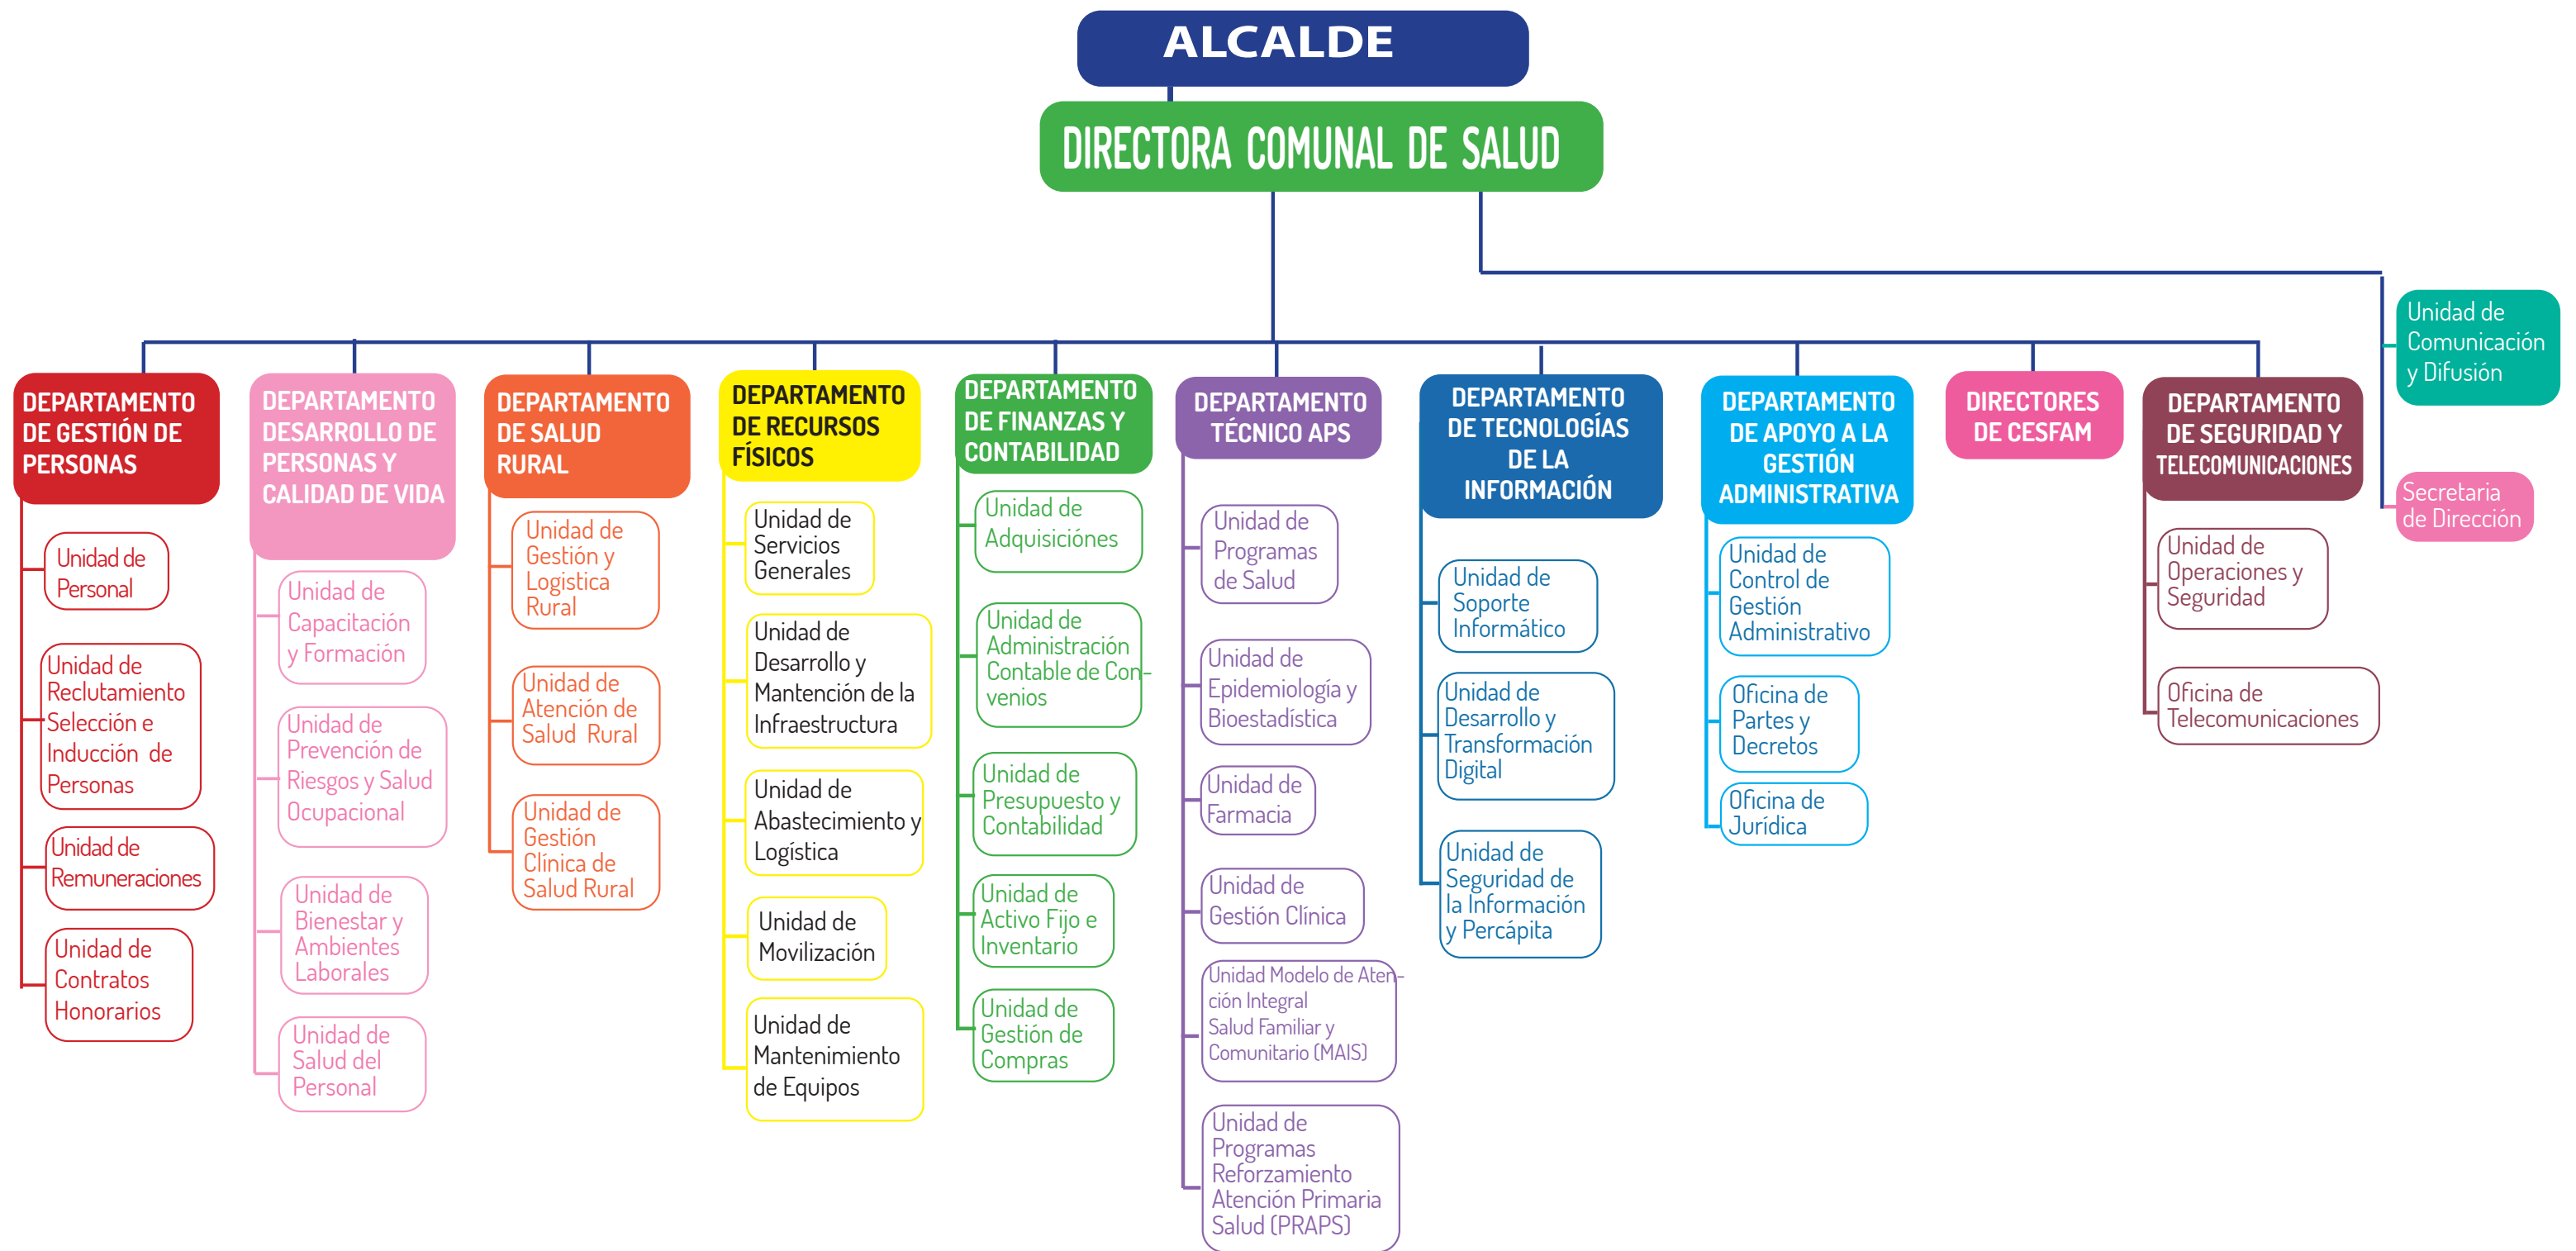 ALCALDE
DIRECTORA COMUNAL DE SALUD
Unidad de
Comunicación
y Difusión
Secretaria
de Dirección
DEPARTAMENTO
DE GESTIÓN DE
PERSONAS
Unidad de
Personal
Unidad de
Reclutamiento
Selección e
Inducción de
Personas
Unidad de
Remuneraciones
Unidad de
Contratos
Honorarios
DEPARTAMENTO
DESARROLLO DE
PERSONAS Y
CALIDAD DE VIDA
Unidad de
Capacitación
y Formación
Unidad de
Prevención de
Riesgos y Salud
Ocupacional
Unidad de
Bienestar y
Ambientes
Laborales
Unidad de
Salud del
Personal
DEPARTAMENTO
DE SALUD
RURAL
Unidad de
Gestión y
Logistica
Rural
Unidad de
Atención de
Salud Rural
Unidad de
Gestión
Clínica de
Salud Rural
DEPARTAMENTO
DE RECURSOS
FÍSICOS
Unidad de
Servicios
Generales
Unidad de
Desarrollo y
Mantención de la
Infraestructura
Unidad de
Abastecimiento y
Logística
Unidad de
Movilización
Unidad de
Mantenimiento
de Equipos
DEPARTAMENTO
DE FINANZAS Y
CONTABILIDAD
Unidad de
Adquisiciónes
Unidad de
Administración
Contable de Con-
venios
Unidad de
Presupuesto y
Contabilidad
Unidad de
Activo Fijo e
Inventario
Unidad de
Gestión de
Compras
DEPARTAMENTO
TÉCNICO APS
Unidad de
Programas
de Salud
Unidad de
Epidemiología y
Bioestadística
Unidad de
Farmacia
Unidad de
Gestión Clínica
Unidad Modelo de Aten-
ción Integral
Salud Familiar y
Comunitario (MAIS)
Unidad de
Programas
Reforzamiento
Atención Primaria
Salud (PRAPS)
DEPARTAMENTO
DE TECNOLOGÍAS
DE LA
INFORMACIÓN
Unidad de
Soporte
Informático
Unidad de
Desarrollo y
Transformación
Digital
Unidad de
Seguridad de
la Información
y Percápita
DEPARTAMENTO
DE APOYO A LA
GESTIÓN
ADMINISTRATIVA
Unidad de
Control de
Gestión
Administrativo
Oficina de
Partes y
Decretos
Oficina de
Jurídica
DIRECTORES
DE CESFAM
DEPARTAMENTO
DE SEGURIDAD Y
TELECOMUNICACIONES
Unidad de
Operaciones y
Seguridad
Oficina de
Telecomunicaciones